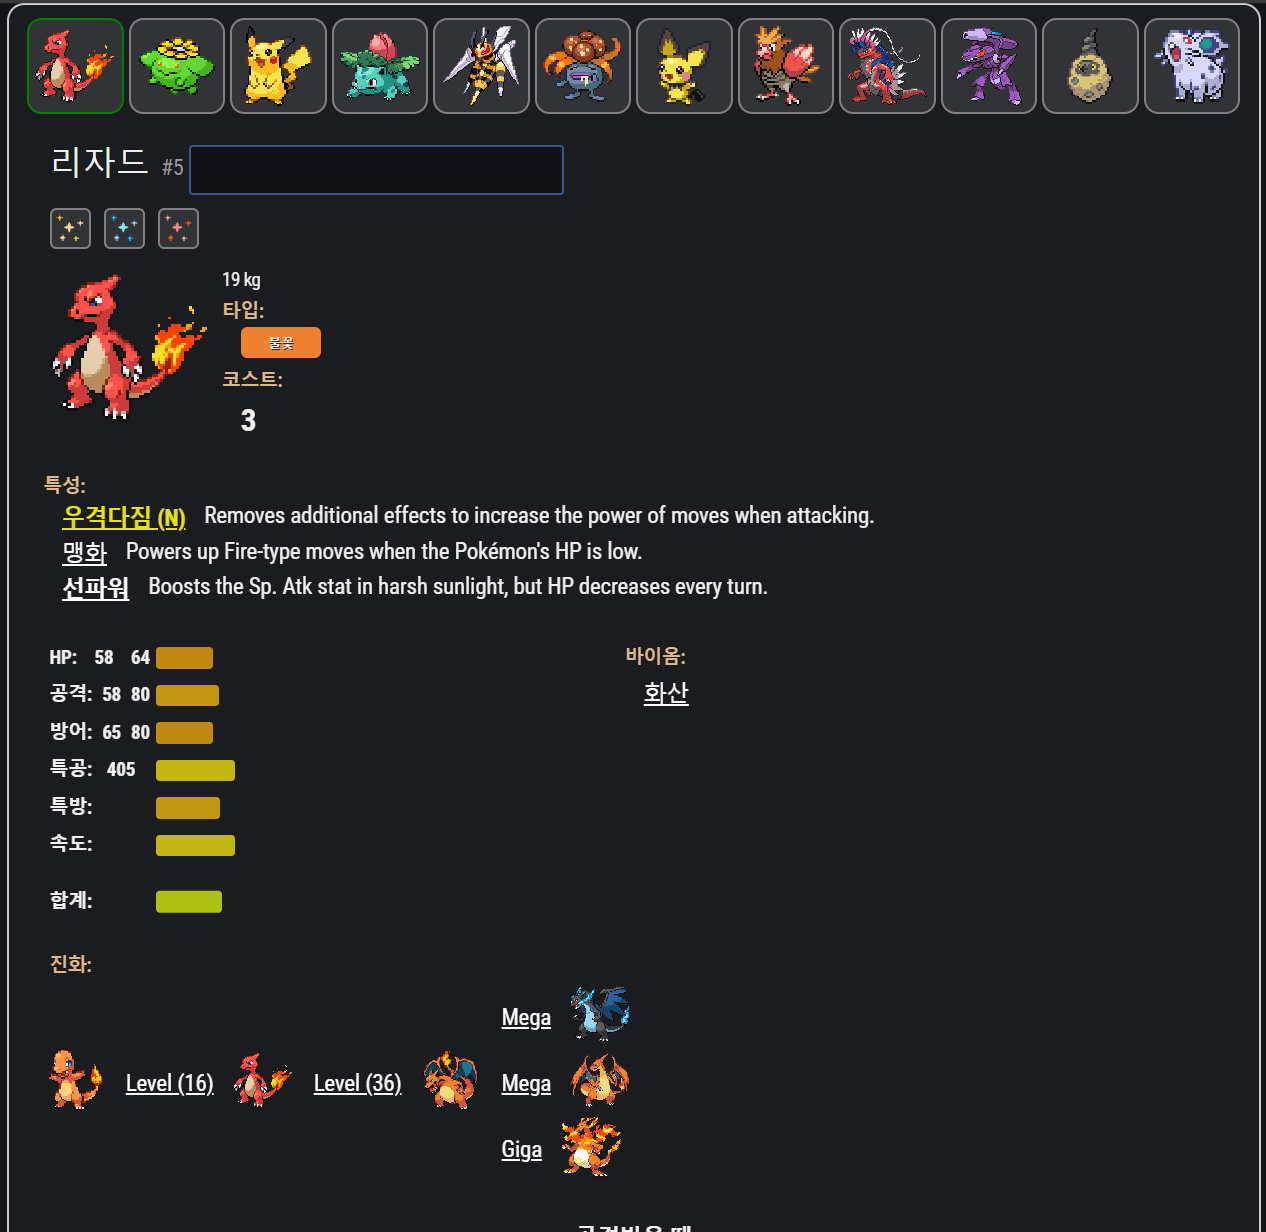 리자드 #5
19 kg
타입:
불꽃
코스트:
3
특성:
우격다짐 (N) Removes additional effects to increase the power of moves when attacking.
맹화 Powers up Fire-type moves when the Pokémon's HP is low.
선파워 Boosts the Sp. Atk stat in harsh sunlight, but HP decreases every turn.
HP: 58 64
공격: 58 80
방어: 65 80
특공: 405
특방:
속도:
합계:
바이옴:
화산
진화:
Mega
Level (16) Level (36) Mega
Giga